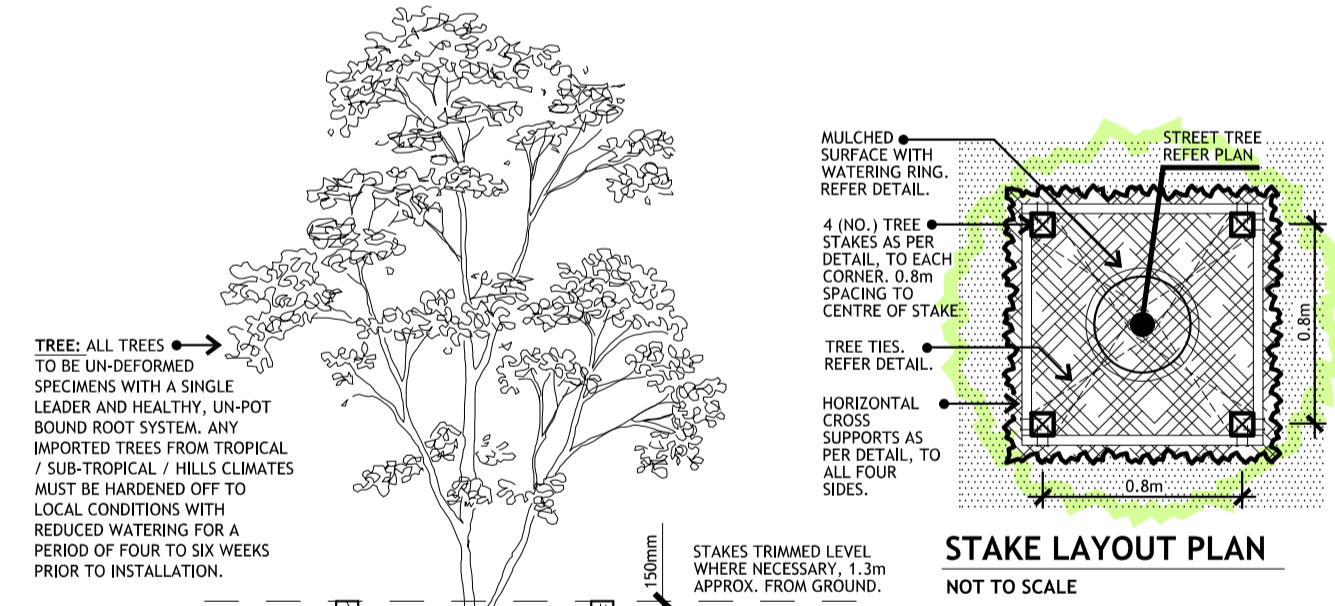 TREE: ALL TREES
TO BE UN-DEFORMED
SPECIMENS WITH A SINGLE
LEADER AND HEALTHY, UN-POT
BOUND ROOT SYSTEM. ANY
IMPORTED TREES FROM TROPICAL
/ SUB-TROPICAL / HILLS CLIMATES
MUST BE HARDENED OFF TO
LOCAL CONDITIONS WITH
REDUCED WATERING FOR A
PERIOD OF FOUR TO SIX WEEKS
PRIOR TO INSTALLATION.
150mm
STAKES TRIMMED LEVEL
WHERE NECESSARY, 1.3m
APPROX. FROM GROUND.
MULCHED
SURFACE WITH
WATERING RING.
REFER DETAIL.
4 (NO.) TREE
STAKES AS PER
DETAIL, TO EACH
CORNER. 0.8m
SPACING TO
CENTRE OF STAKE
TREE TIES.
REFER DETAIL.
HORIZONTAL
CROSS
SUPPORTS AS
PER DETAIL, TO
ALL FOUR
SIDES.
STREET TREE
REFER PLAN
0.8m
0.8m
STAKE LAYOUT PLAN
NOT TO SCALE